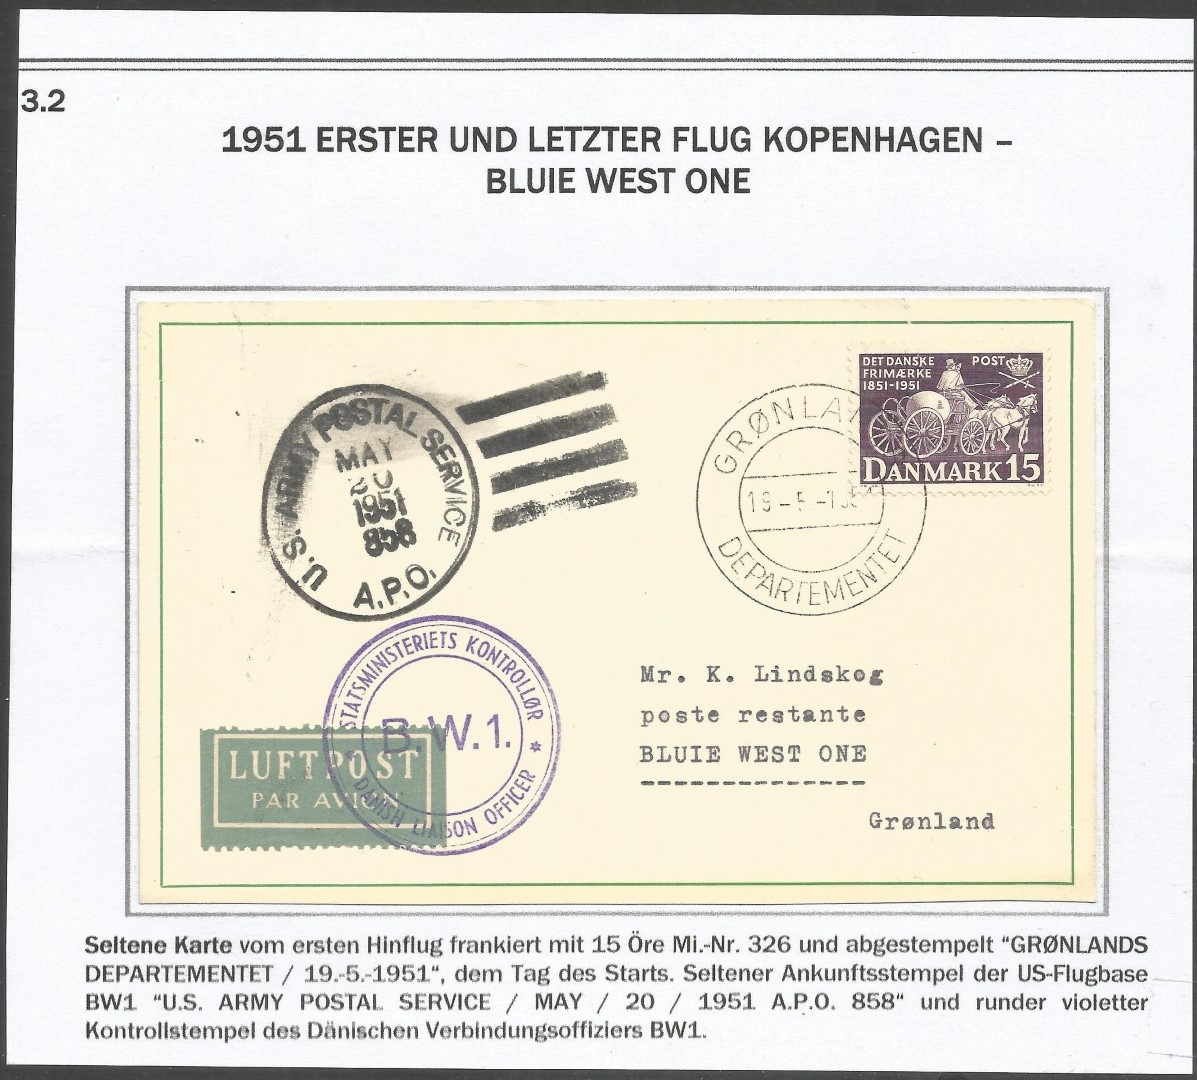 3.2
1951 ERSTER UND LETZTER FLUG KOPENHAGEN –
BLUIE WEST ONE
DET DANSKE POST
FRIMÆRKE
1851-1951
DANMARK 15
U.S. ARMY POSTAL SERVICE
MAY
20
1951
858
A.P.O.
19-5-195
DEPARTEMENTET
STATSMINISTERIETS KONTROLLØR
B.W.1.
DANISH LIAISON OFFICER
LUFTPOST
PAR AVION
Mr. K. Lindskog
poste restante
BLUIE WEST ONE
Grønland
Seltene Karte vom ersten Hinflug frankiert mit 15 Öre Mi.-Nr. 326 und abgestempelt “GRØNLANDS
DEPARTEMENTET / 19.-5.-1951“, dem Tag des Starts. Seltener Ankunftsstempel der US-Flugbase
BW1 “U.S. ARMY POSTAL SERVICE / MAY / 20 / 1951 A.P.O. 858“ und runder violetter
Kontrollstempel des Dänischen Verbindungsoffiziers BW1.